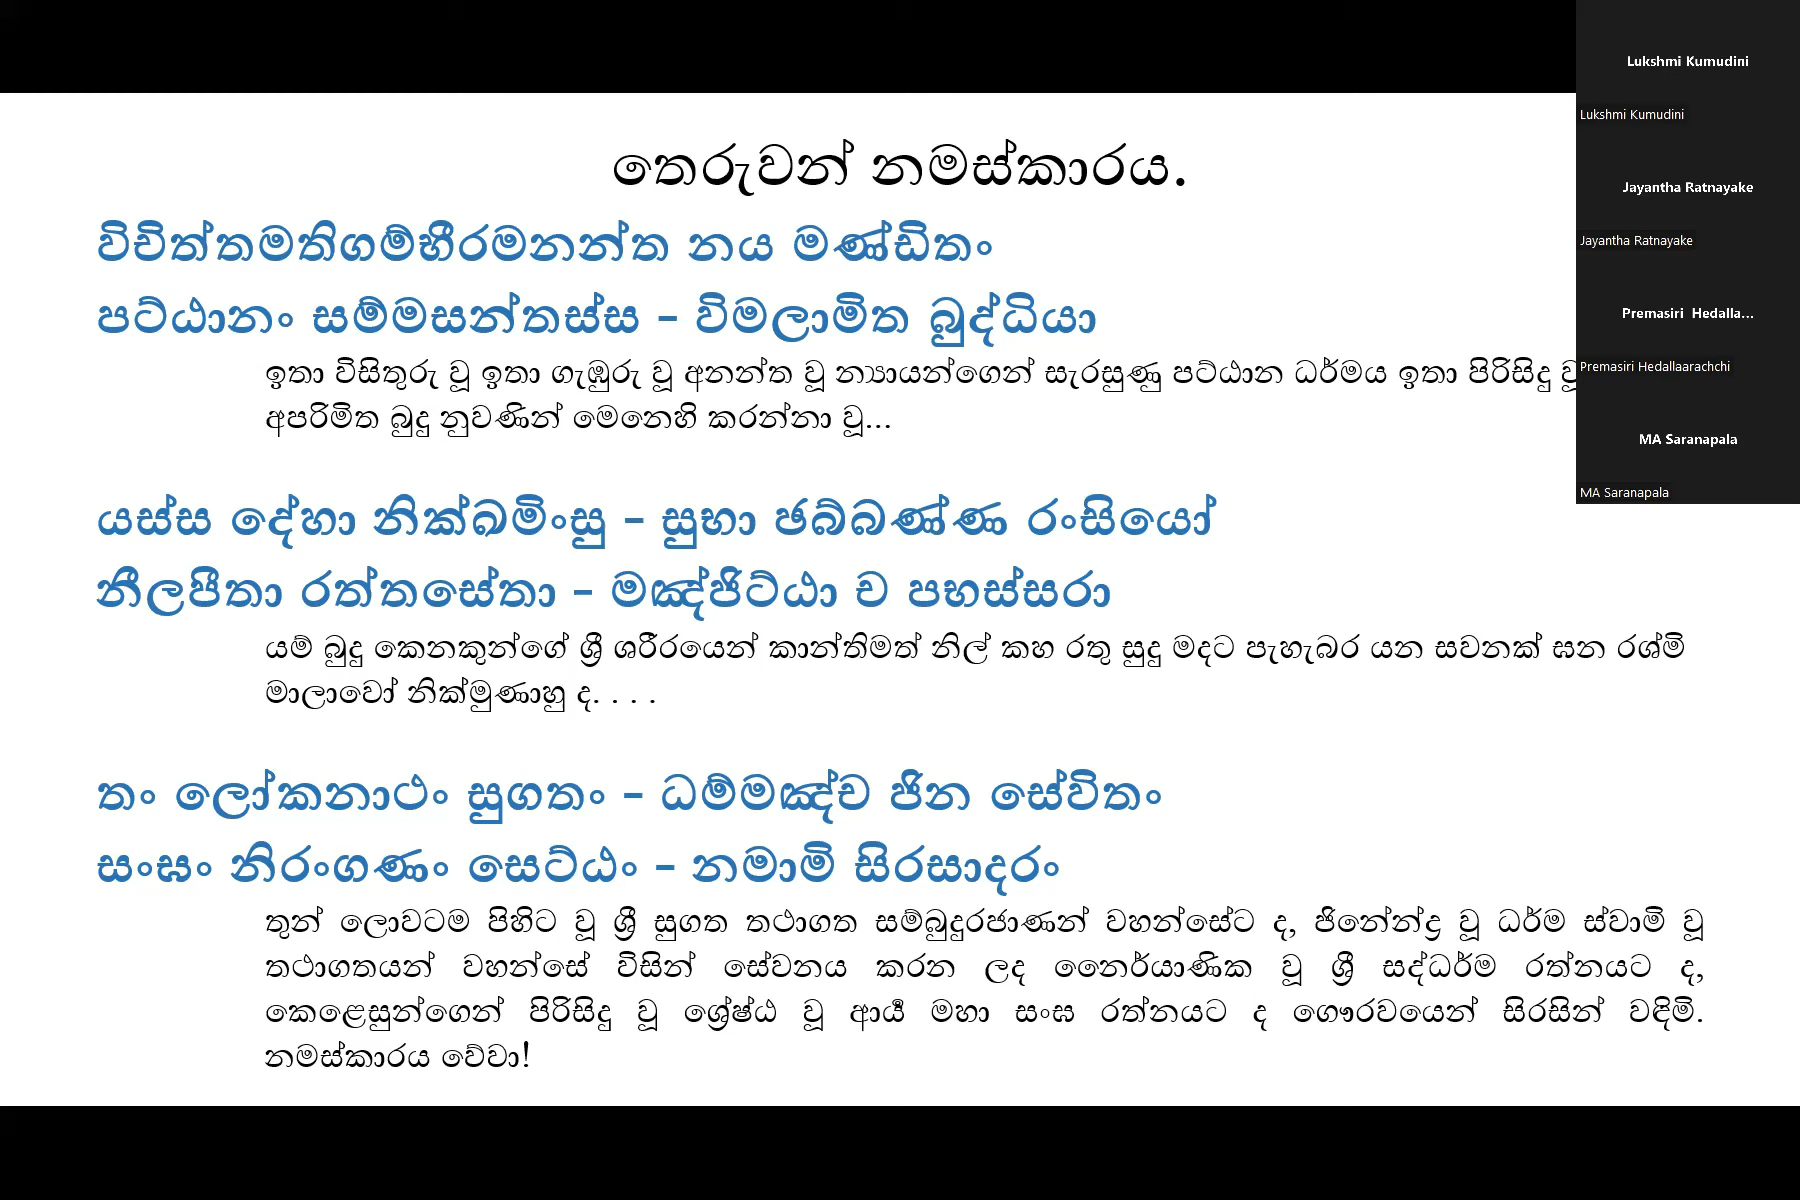 තෙරුවන් නමස්කාරය.
විචිත්තමතිගම්භීරමනන්ත නය මණ්ඩිතං
පට්ඨානං සම්මසන්තස්ස – විමලාමිත බුද්ධියා
ඉතා විසිතුරු වූ ඉතා ගැඹුරු වූ අනන්ත වූ න්‍යායන්ගෙන් සැරසුණු පට්ඨාන ධර්මය ඉතා පිරිසිදු වූ
අපරිමිත බුදු නුවණින් මෙනෙහි කරන්නා වූ...
යස්ස දේහා නික්ඛමිංසු – සුභා ඡබ්බණ්ණ රංසියෝ
නීලපීතා රත්තසේතා – මඤ්ජිට්ඨා ච පභස්සරා
යම් බුදු කෙනකුන්ගේ ශ්‍රී ශරීරයෙන් කාන්තිමත් නිල් කහ රතු සුදු මදට පැහැබර යන සවනක් ඝන රශ්මි
මාලාවෝ නික්මුණාහු ද. . . .
තං ලෝකනාථං සුගතං – ධම්මඤ්ච ජින සේවිතං
සංඝං නිරංගණං සෙට්ඨං – නමාමි සිරසාදරං
තුන් ලොවටම පිහිට වූ ශ්‍රී සුගත තථාගත සම්බුදුරජාණන් වහන්සේට ද, ජිනේන්ද්‍ර වූ ධර්ම ස්වාමි වූ
තථාගතයන් වහන්සේ විසින් සේවනය කරන ලද නෛර්යාණික වූ ශ්‍රී සද්ධර්ම රත්නයට ද,
කෙළෙසුන්ගෙන් පිරිසිදු වූ ශ්‍රේෂ්ඨ වූ ආර්‍ය මහා සංඝ රත්නයට ද ගෞරවයෙන් සිරසින් වඳිමි.
නමස්කාරය වේවා!
Lukshmi Kumudini
Lukshmi Kumudini
Jayantha Ratnayake
Jayantha Ratnayake
Premasiri Hedalla...
Premasiri Hedallaarachchi
MA Saranapala
MA Saranapala